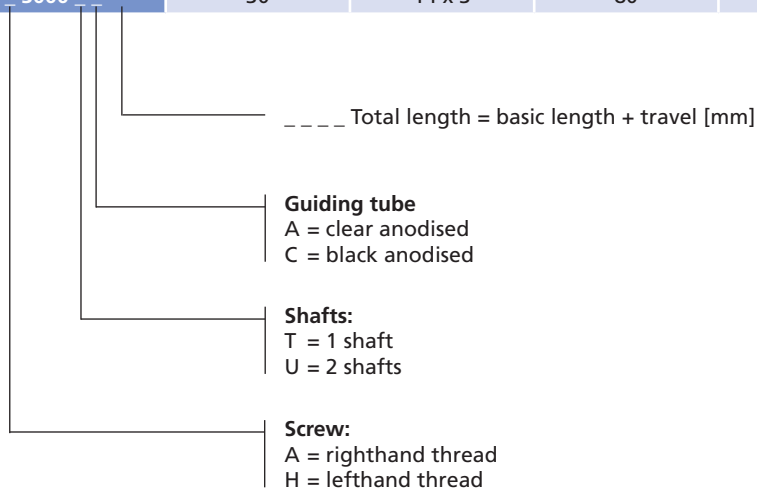 _ _ _ _ Total length = basic length + travel [mm]
Guiding tube
A = clear anodised
C = black anodised
Shafts:
T = 1 shaft
U = 2 shafts
Screw:
A = righthand thread
H = lefthand thread